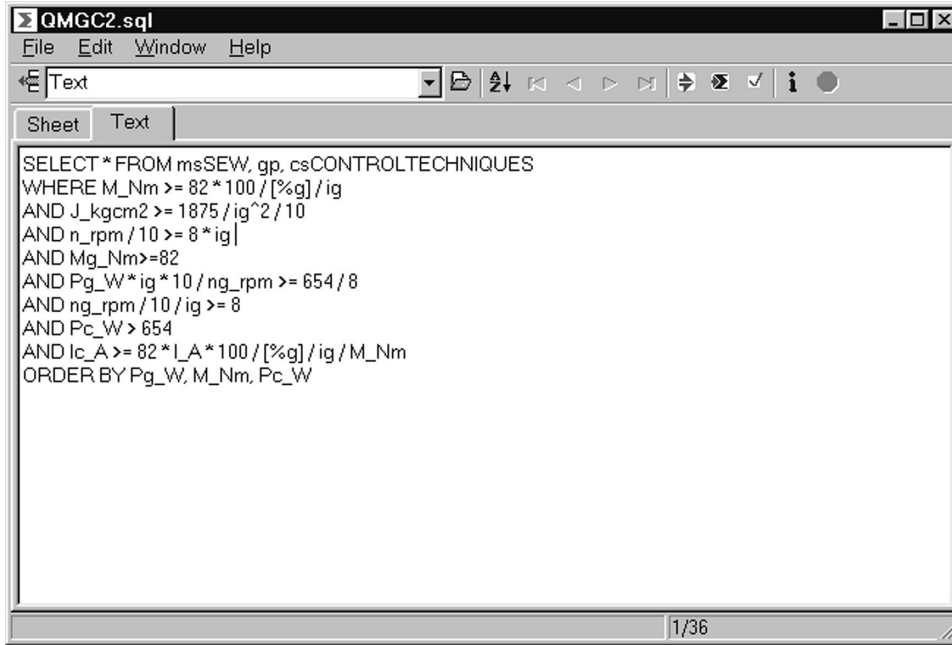 QMGC2.sql
File Edit Window Help
Text
Sheet Text
SELECT * FROM msSEW, gp, csCONTROLTECHNIQUES
WHERE M_Nm >= 82 * 100 / [%g] / ig
AND J_kgcm2 >= 1875 / ig^2 / 10
AND n_rpm / 10 >= 8 * ig
AND Mg_Nm>=82
AND Pg_W * ig * 10 / ng_rpm >= 654 / 8
AND ng_rpm / 10 / ig >= 8
AND Pc_W > 654
AND Ic_A >= 82 * I_A * 100 / [%g] / ig / M_Nm
ORDER BY Pg_W, M_Nm, Pc_W
1/36